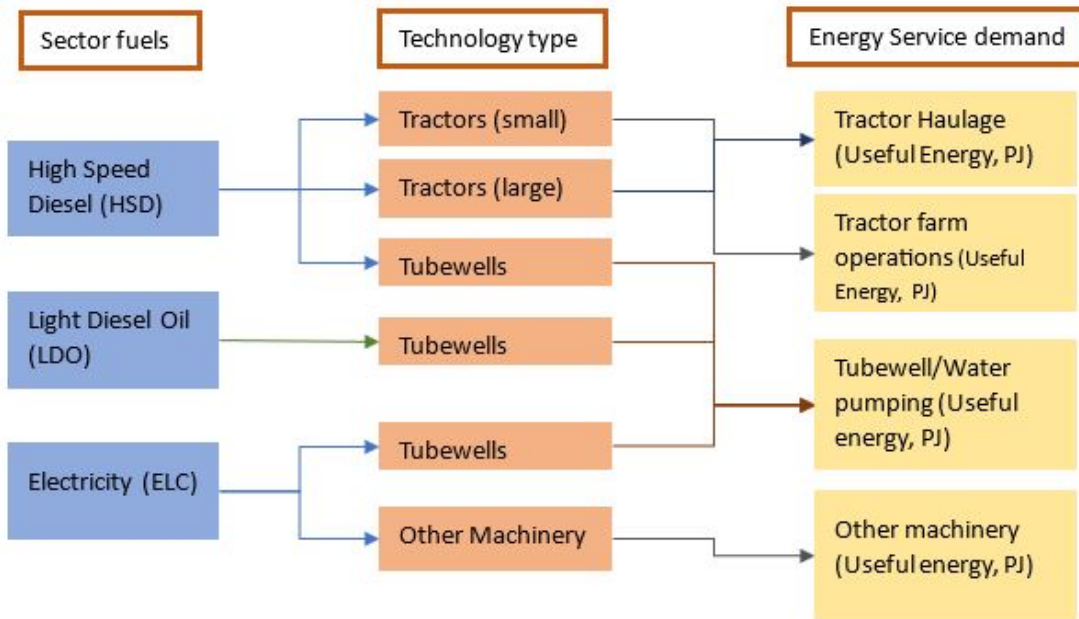 Sector fuels
Technology type
Energy Service demand
High Speed
Diesel (HSD)
Light Diesel Oil
(LDO)
Electricity (ELC)
Tractors (small)
Tractors (large)
Tubewells
Tubewells
Tubewells
Other Machinery
Tractor Haulage
(Useful Energy, PJ)
Tractor farm
operations (Useful
Energy, PJ)
Tubewell/Water
pumping (Useful
energy, PJ)
Other machinery
(Useful energy, PJ)